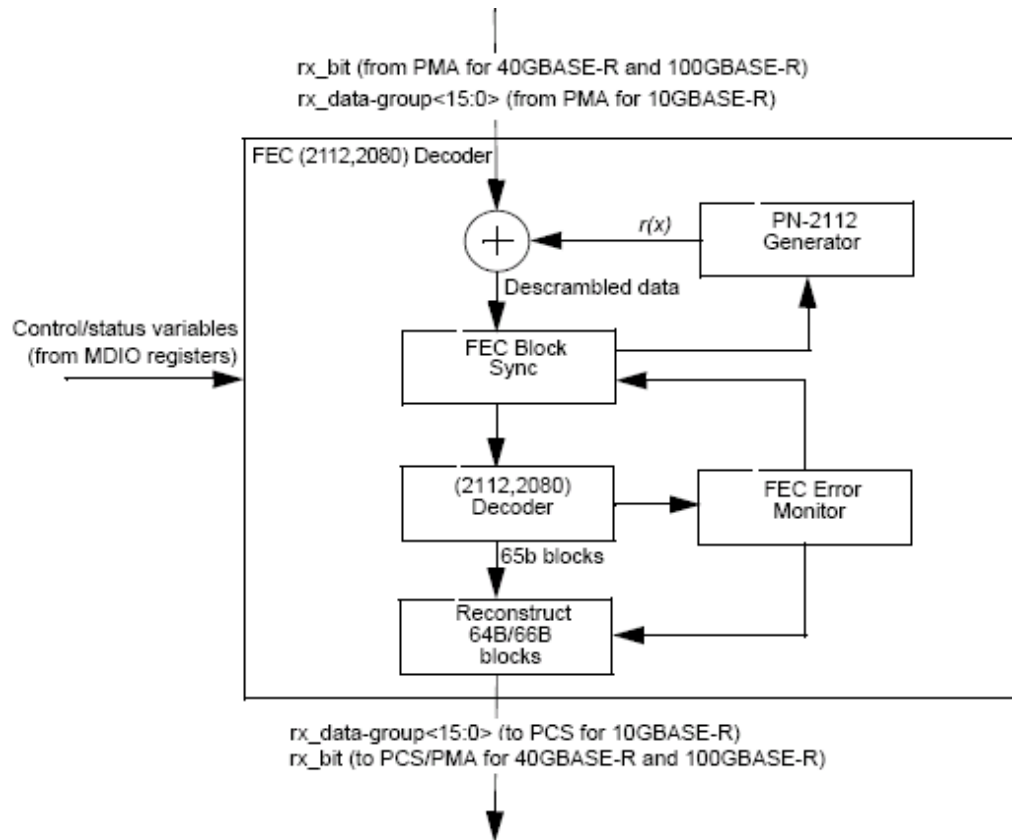 rx_bit (from PMA for 40GBASE-R and 100GBASE-R)
rx_data-group<15:0> (from PMA for 10GBASE-R)
FEC (2112,2080) Decoder
r(x)
PN-2112
Generator
+
Descrambled data
Control/status variables
(from MDIO registers)
FEC Block
Sync
(2112,2080)
Decoder
FEC Error
Monitor
65b blocks
Reconstruct
64B/66B
blocks
rx_data-group<15:0> (to PCS for 10GBASE-R)
rx_bit (to PCS/PMA for 40GBASE-R and 100GBASE-R)